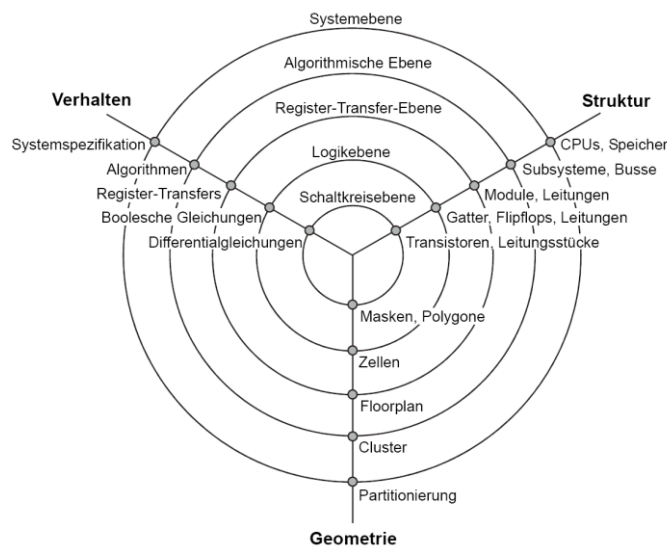 Systemebene
Algorithmische Ebene
Verhalten
Struktur
Register-Transfer-Ebene
Systemspezifikation
CPUs, Speicher
Logikebene
Algorithmen
Subsysteme, Busse
Register-Transfers
Module, Leitungen
Schaltkreisebene
Boolesche Gleichungen
Gatter, Flipflops, Leitungen
Differentialgleichungen
Transistoren, Leitungsstücke
Masken, Polygone
Zellen
Floorplan
Cluster
Partitionierung
Geometrie